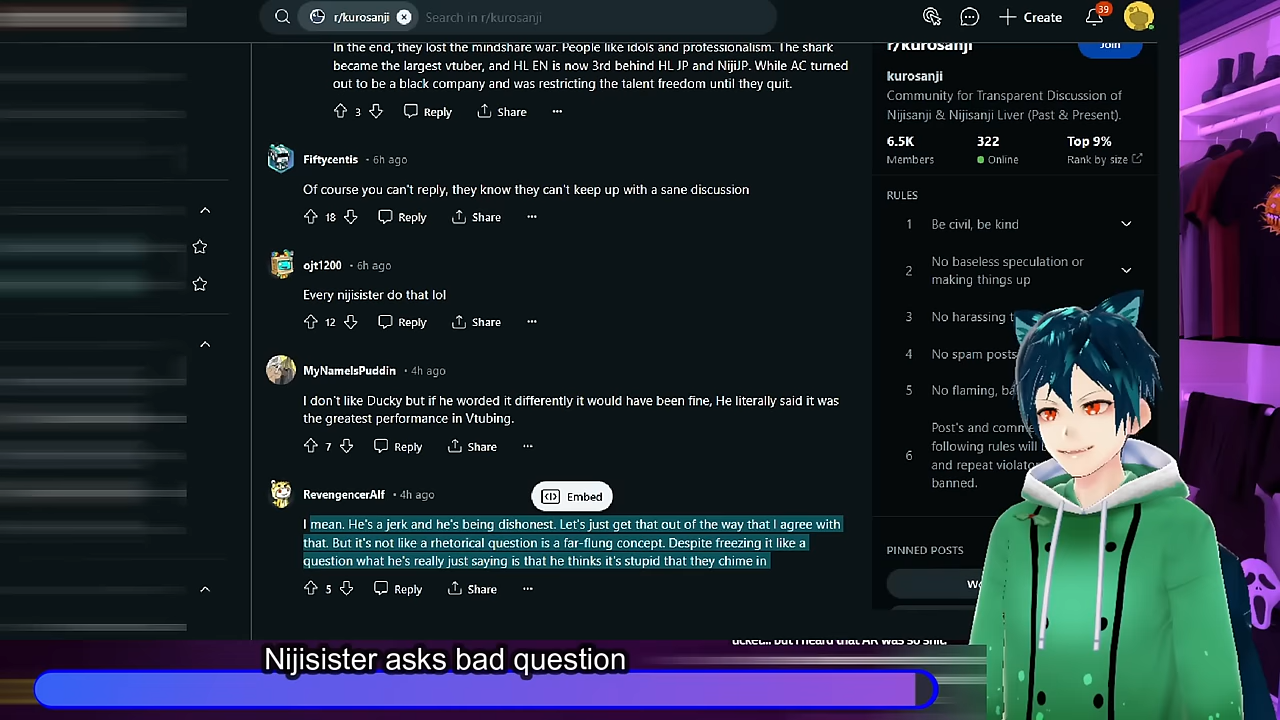 r/kurosanji
Search in r/kurosanji
Create
39
In the end, they lost the mindshare war. People like idols and professionalism. The shark
became the largest vtuber, and HL EN is now 3rd behind HL JP and NijiJP. While AC turned
out to be a black company and was restricting the talent freedom until they quit.
3
Reply
Share
Fiftycentis • 6h ago
Of course you can't reply, they know they can't keep up with a sane discussion
18
Reply
Share
ojt1200 • 6h ago
Every nijisister do that lol
12
Reply
Share
MyNameIsPuddin • 4h ago
I don't like Ducky but if he worded it differently it would have been fine, He literally said it was
the greatest performance in Vtubing.
7
Reply
Share
RevengencerAlf • 4h ago
Embed
I mean. He's a jerk and he's being dishonest. Let's just get that out of the way that I agree with
that. But it's not like a rhetorical question is a far-flung concept. Despite freezing it like a
question what he's really just saying is that he thinks it's stupid that they chime in
5
Reply
Share
r/kurosanji
Join
kurosanji
Community for Transparent Discussion of
Nijisanji & Nijisanji Liver (Past & Present).
6.5K
322
Top 9%
Members
Online
Rank by size
RULES
1
Be civil, be kind
2
No baseless speculation or
making things up
3
No harassing
4
No spam posts
5
No flaming,
6
Post's and
following rules will
and repeat
banned.
PINNED POSTS
ticket... but I heard that AR was so shit.
Nijisister asks bad question